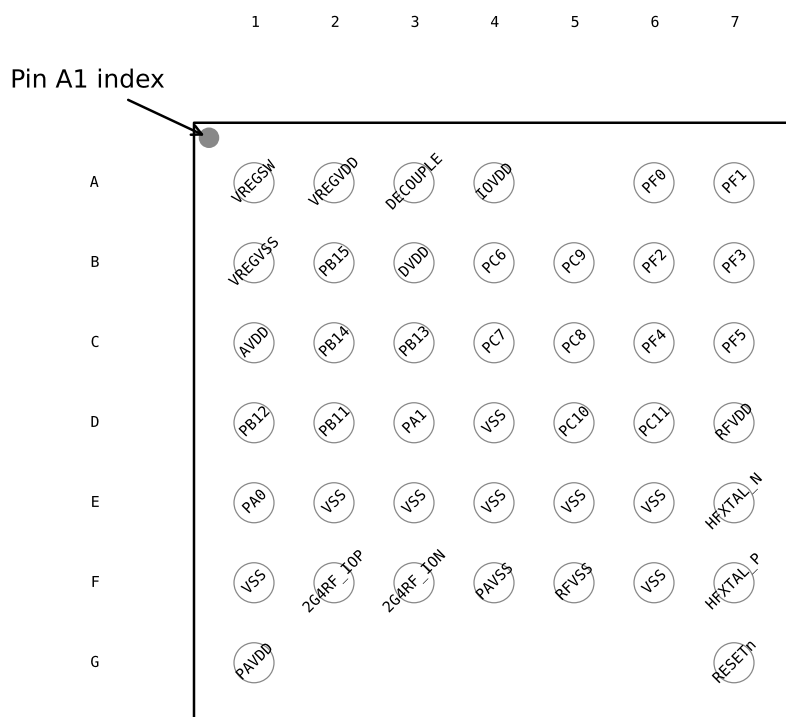 1 2 3 4 5 6 7
Pin A1 index
A VREGSW VREGVDD DECOUPLE IOVDD PF0 PF1
B VREGVSS PB15 DVDD PC6 PC9 PF2 PF3
C AVDD PB14 PB13 PC7 PC8 PF4 PF5
D PB12 PB11 PA1 VSS PC10 PC11 RFVDD
E PA0 VSS VSS VSS VSS VSS HFXTAL_N
F VSS 2G4RF_IOP 2G4RF_ION PAVSS RFVSS VSS HFXTAL_P
G PAVDD RESETn